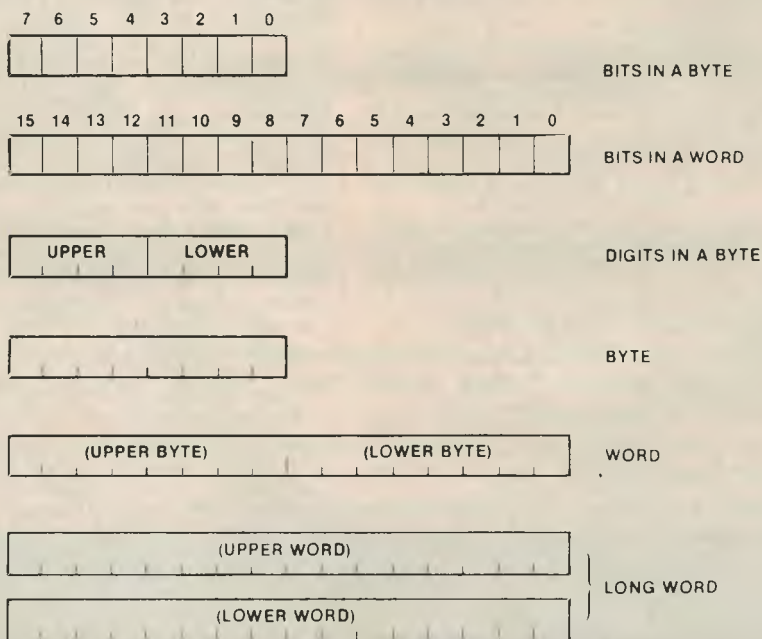 7 6 5 4 3 2 1 0
BITS IN A BYTE
15 14 13 12 11 10 9 8 7 6 5 4 3 2 1 0
BITS IN A WORD
UPPER LOWER
DIGITS IN A BYTE
BYTE
(UPPER BYTE) (LOWER BYTE)
WORD
(UPPER WORD)
LONG WORD
(LOWER WORD)